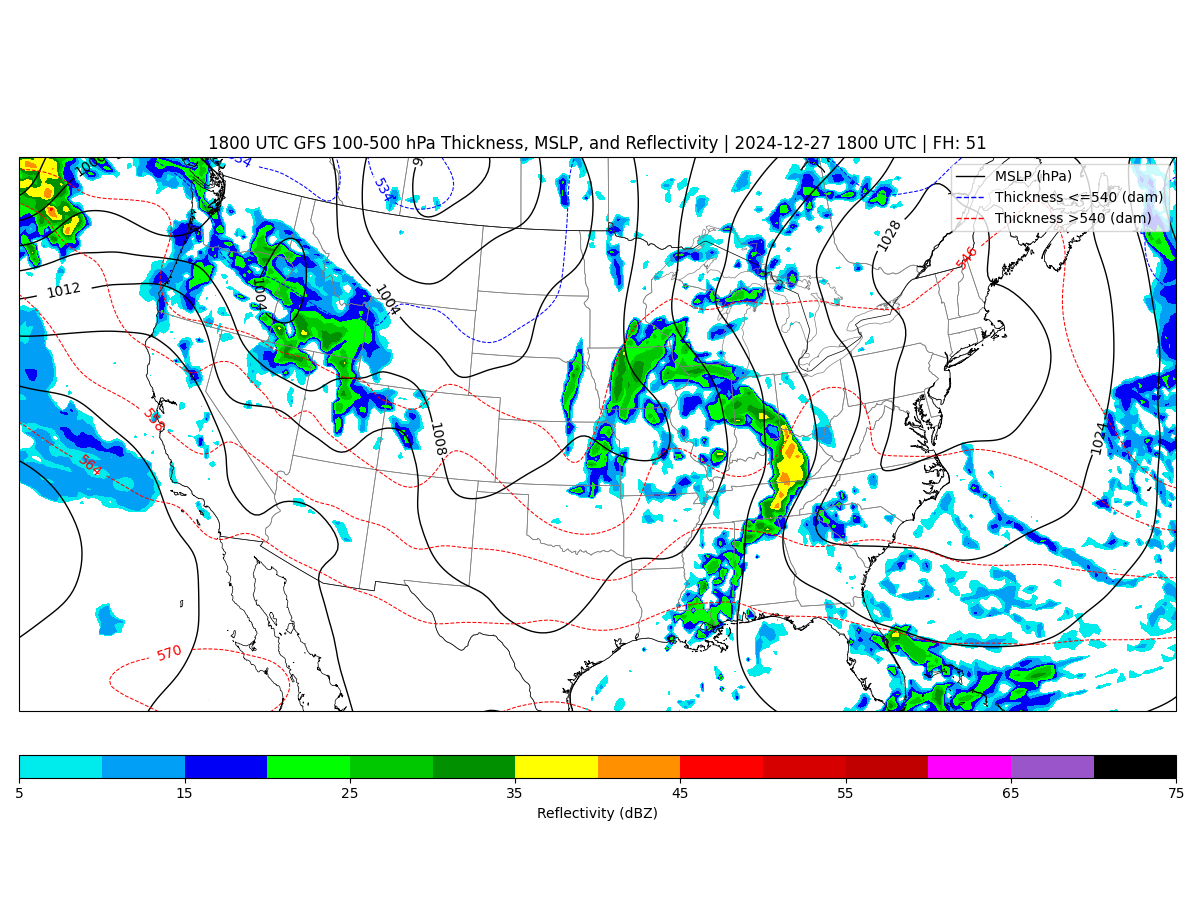 1800 UTC GFS 100-500 hPa Thickness, MSLP, and Reflectivity | 2024-12-27 1800 UTC | FH: 51
MSLP (hPa)
Thickness <=540 (dam)
Thickness >540 (dam)
534
1028
546
1012
1004
1004
558
1008
1024
564
570
5 15 25 35 45 55 65 75
Reflectivity (dBZ)